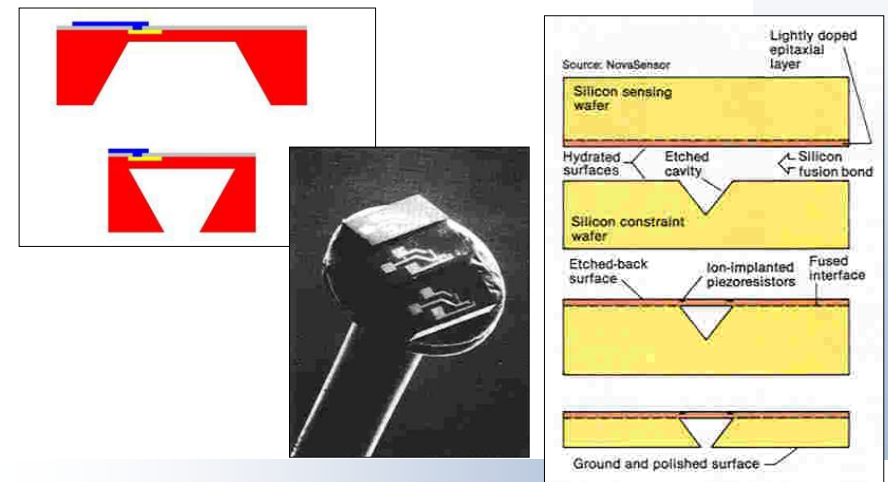 Lightly doped
epitaxial
layer
Source: NovaSensor
Silicon sensing
wafer
Hydrated
surfaces
Etched
cavity
Silicon
fusion bond
Silicon constraint
wafer
Etched-back
surface
Ion-implanted
piezoresistors
Fused
interface
Ground and polished surface